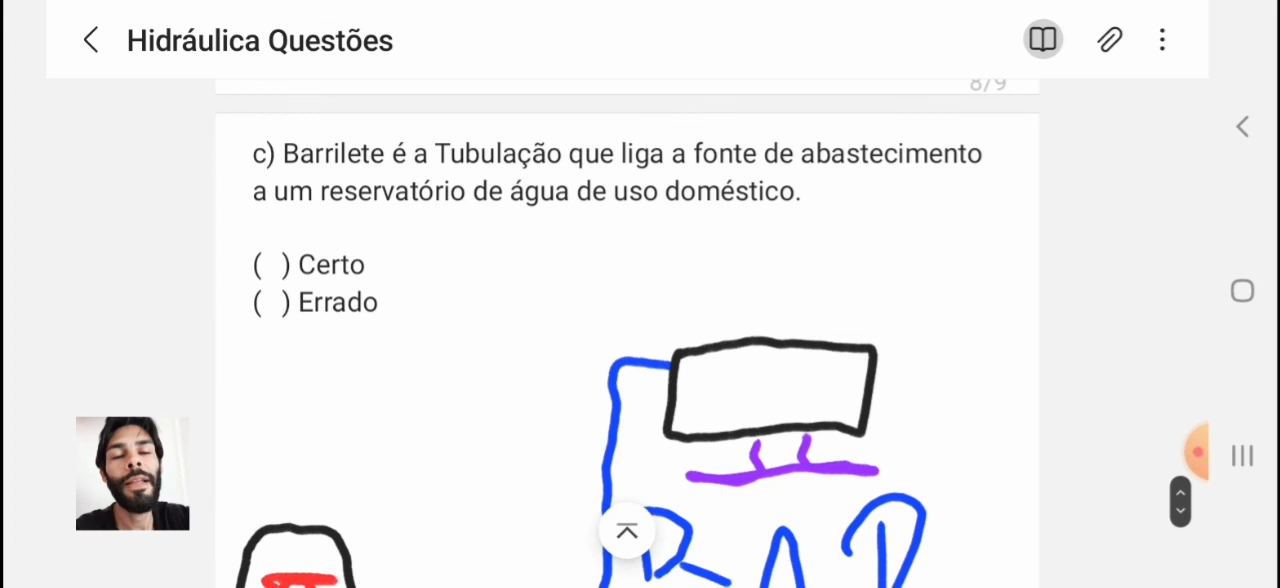 Hidráulica Questões
8/9
c) Barrilete é a Tubulação que liga a fonte de abastecimento
a um reservatório de água de uso doméstico.
( ) Certo
( ) Errado